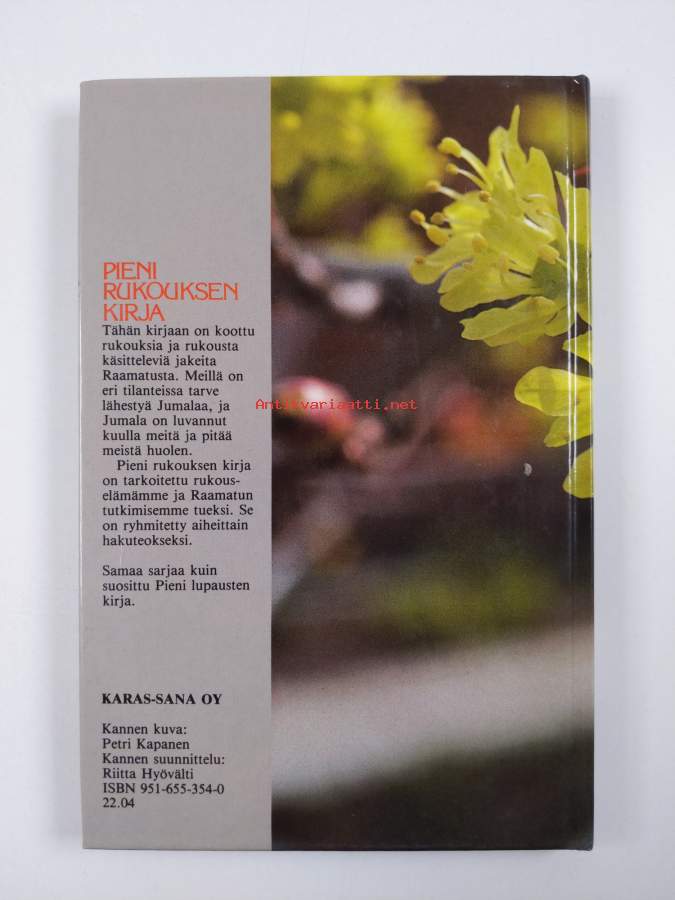 PIENI
RUKOUKSEN
KIRJA
Tähän kirjaan on koottu
rukouksia ja rukousta
käsitteleviä jakeita
Raamatusta. Meillä on
eri tilanteissa tarve
lähestyä Jumalaa, ja
Jumala on luvannut
kuulla meitä ja pitää
meistä huolen.
Pieni rukouksen kirja
on tarkoitettu rukous-
elämämme ja Raamatun
tutkimisemme tueksi. Se
on ryhmitetty aiheittain
hakuteokseksi.
Samaa sarjaa kuin
suosittu Pieni lupausten
kirja.
KARAS-SANA OY
Kannen kuva:
Petri Kapanen
Kannen suunnittelu:
Riitta Hyövälti
ISBN 951-655-354-0
22.04
Antikvariaatti.net